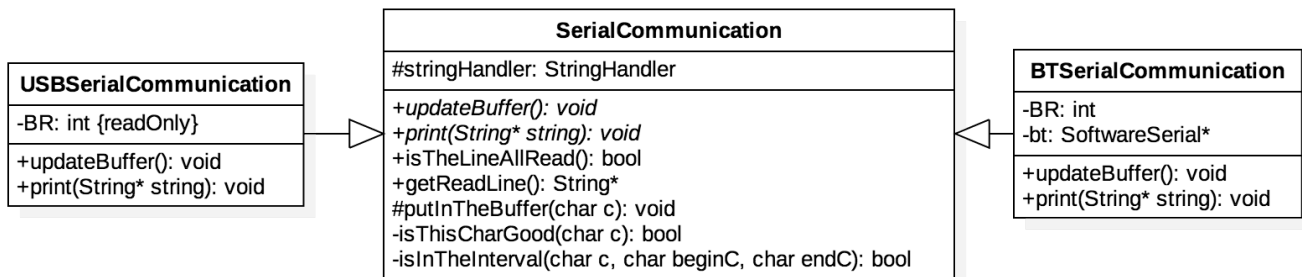 USBSerialCommunication
-BR: int {readOnly}
+updateBuffer(): void
+print(String* string): void
SerialCommunication
#stringHandler: StringHandler
+updateBuffer(): void
+print(String* string): void
+isTheLineAllRead(): bool
+getReadLine(): String*
#putInTheBuffer(char c): void
-isThisCharGood(char c): bool
-isInTheInterval(char c, char beginC, char endC): bool
BTSerialCommunication
-BR: int
-bt: SoftwareSerial*
+updateBuffer(): void
+print(String* string): void